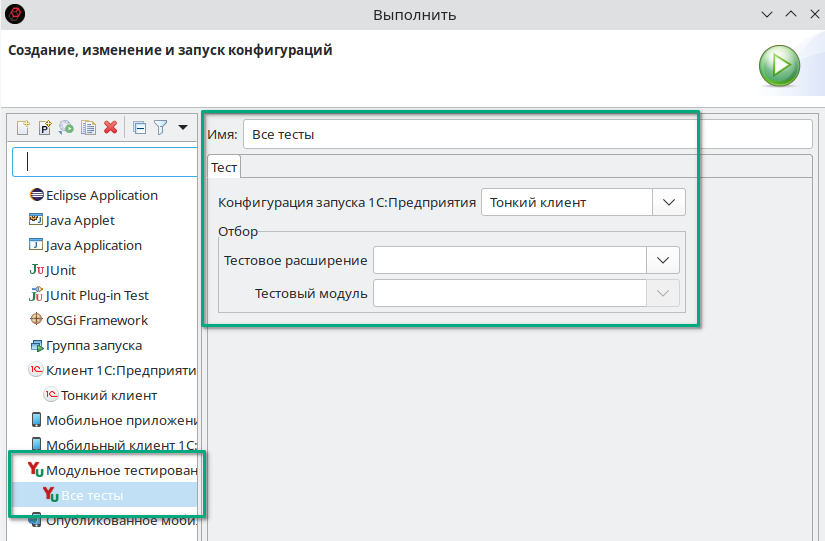 Выполнить
Создание, изменение и запуск конфигураций
Имя: Все тесты
Тест
Конфигурация запуска 1С:Предприятия Тонкий клиент
Отбор
Тестовое расширение
Тестовый модуль
Eclipse Application
Java Applet
Java Application
JUnit
JUnit Plug-in Test
OSGi Framework
Группа запуска
Клиент 1С:Предприяти
Тонкий клиент
Мобильное приложени
Мобильный клиент 1С:
Модульное тестирован
Все тесты
Опубликованное моби